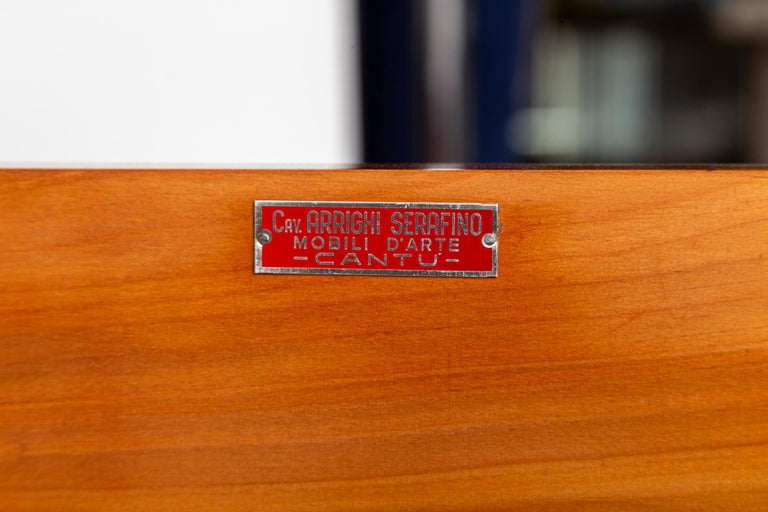 Cav. ARRIGHI SERAFINO
MOBILI D'ARTE
- CANTU' -